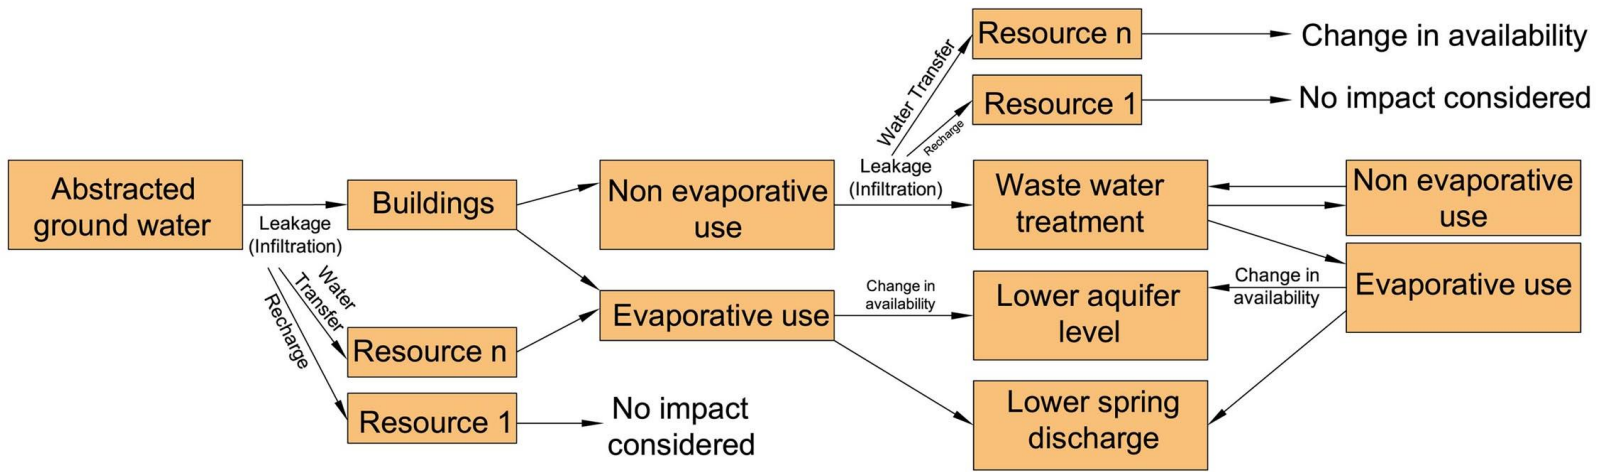 Resource n
Change in availability
Water Transfer
Resource 1
No impact considered
Recharge
Leakage
(Infiltration)
Abstracted
ground water
Buildings
Non evaporative
use
Waste water
treatment
Non evaporative
use
Leakage
(Infiltration)
Water
Transfer
Recharge
Evaporative use
Change in
availability
Lower aquifer
level
Change in
availability
Evaporative use
Resource n
Resource 1
No impact
considered
Lower spring
discharge